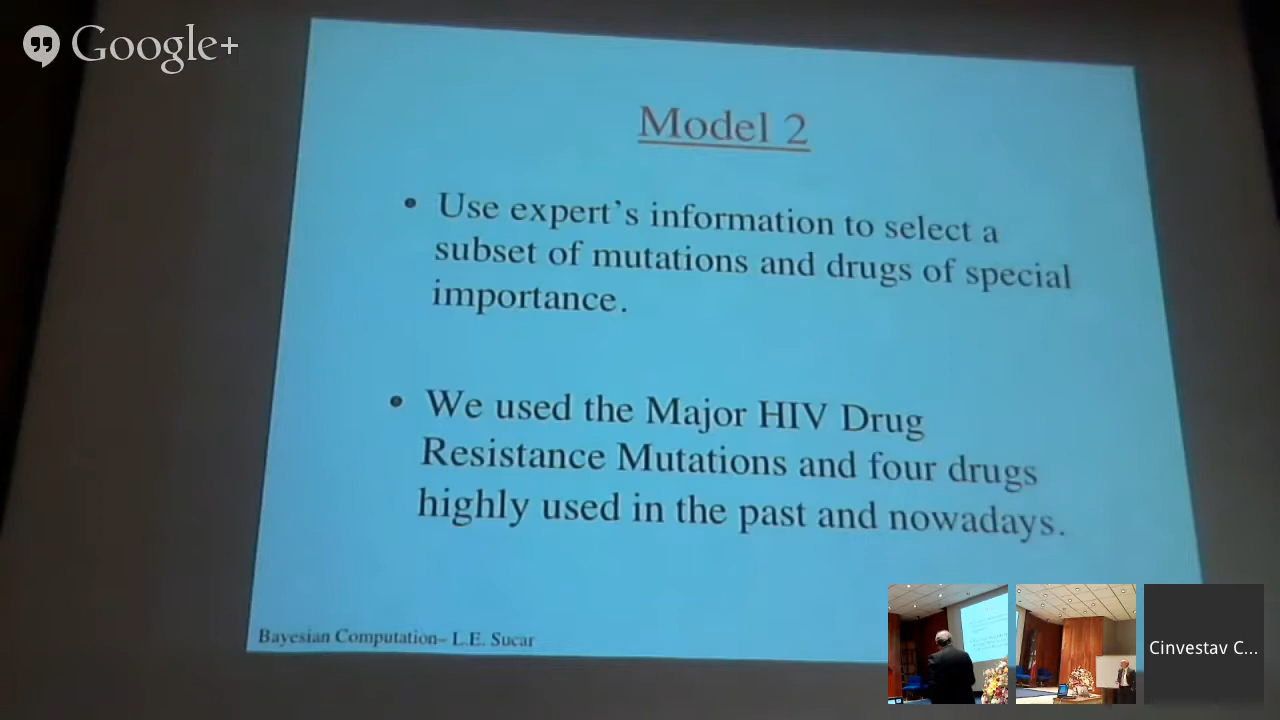 Google+
Model 2
• Use expert's information to select a
subset of mutations and drugs of special
importance.
• We used the Major HIV Drug
Resistance Mutations and four drugs
highly used in the past and nowadays.
Bayesian Computation– L.E. Sucar
Cinvestav C...